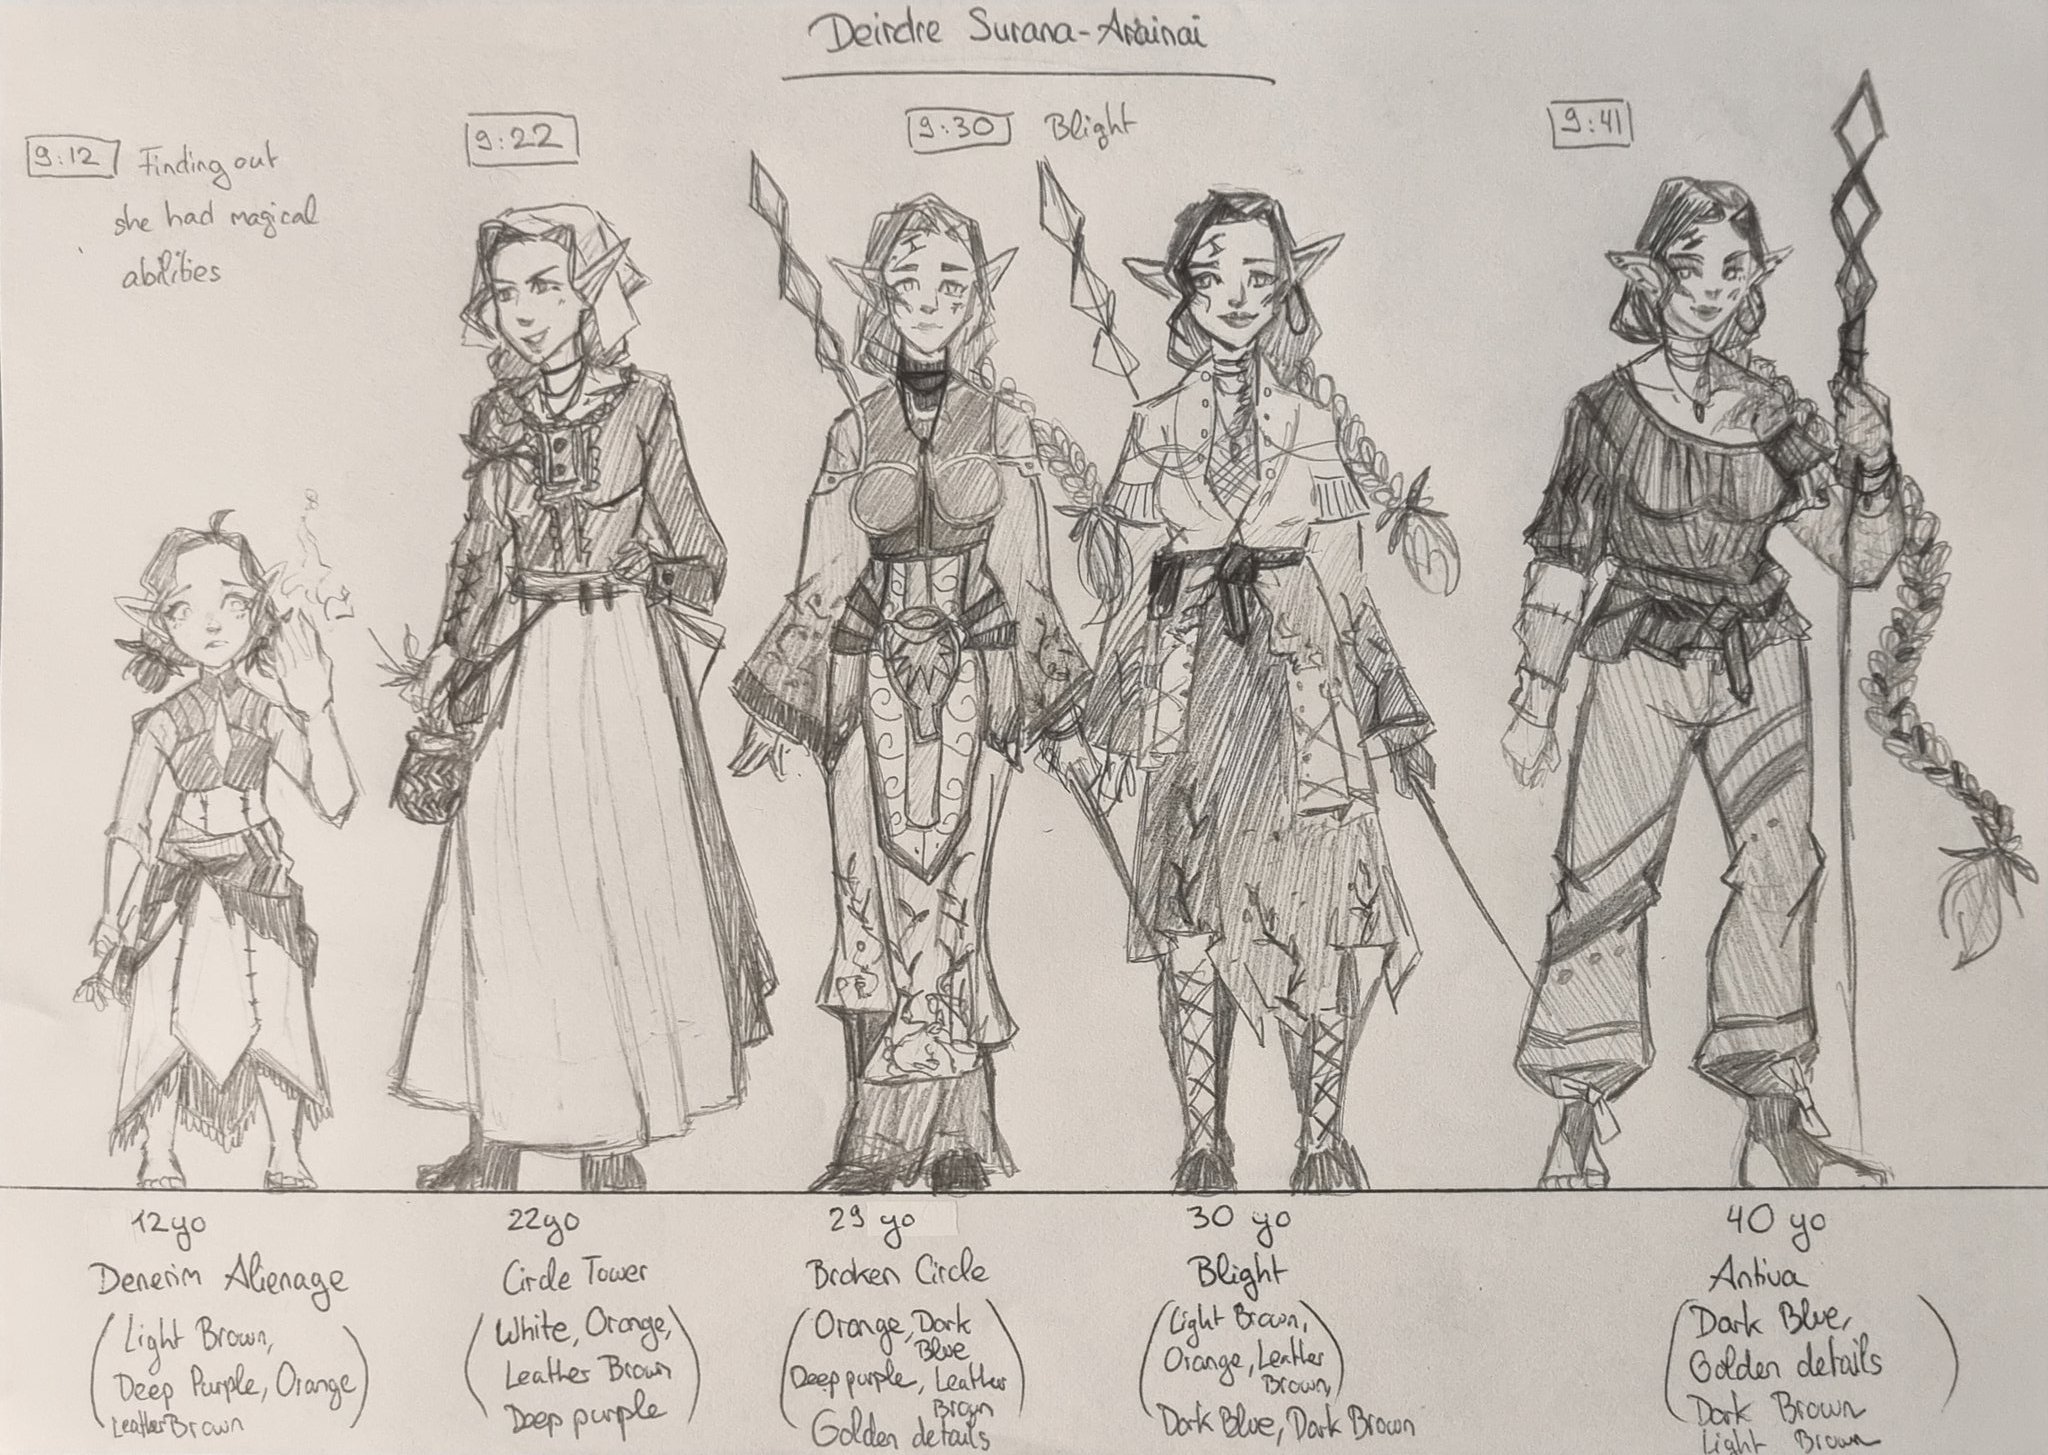 Deirdre Surana-Arainai
9:12 Finding out
she had magical
abilities
9:22
9:30 Blight
9:41
12yo
Denerim Alienage
(Light Brown,
Deep Purple, Orange)
Leather Brown
22yo
Circle Tower
(White, Orange,
Leather Brown
Deep purple)
29 yo
Broken Circle
(Orange, Dark
Blue
Deep purple, Leather
Brown)
Golden details
30 yo
Blight
(Light Brown,
Orange, Leather
Brown,)
Dark Blue, Dark Brown
40 yo
Antiva
(Dark Blue,
Golden details
Dark Brown)
Light Brown